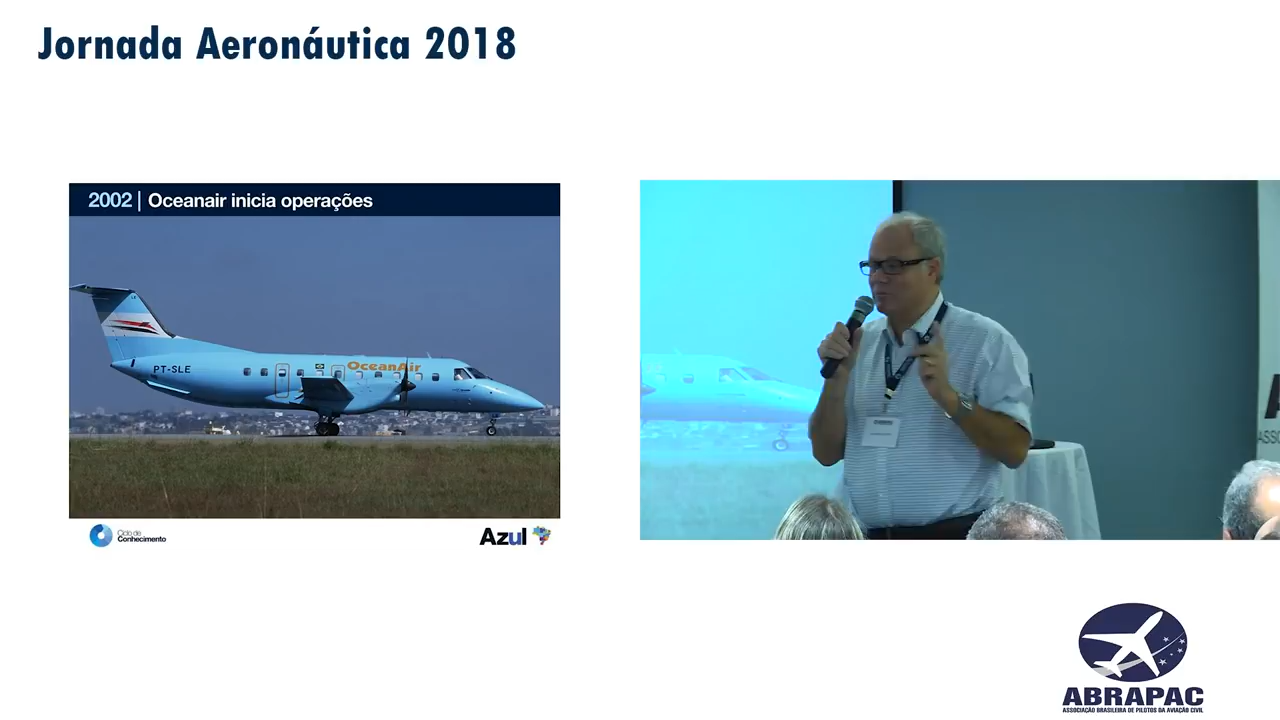 Jornada Aeronáutica 2018
2002 | Oceanair inicia operações
OceanAir
PT-SLE
Ciclo de
Conhecimento
Azul
ABRAPAC
ASSOCIAÇÃO BRASILEIRA DE PILOTOS DA AVIAÇÃO CIVIL